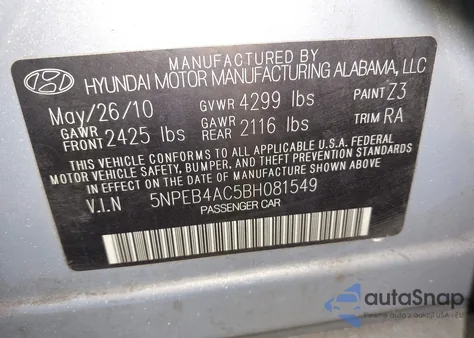 MANUFACTURED BY
HYUNDAI MOTOR MANUFACTURING ALABAMA, LLC
May/26/10 GVWR 4299 lbs PAINT Z3
GAWR FRONT 2425 lbs GAWR REAR 2116 lbs TRIM RA
THIS VEHICLE CONFORMS TO ALL APPLICABLE U.S.A. FEDERAL
MOTOR VEHICLE SAFETY, BUMPER, AND THEFT PREVENTION STANDARDS
IN EFFECT ON THE DATE OF MANUFACTURE SHOWN ABOVE.
V.I.N 5NPEB4AC5BH081549
PASSENGER CAR
autoSnap